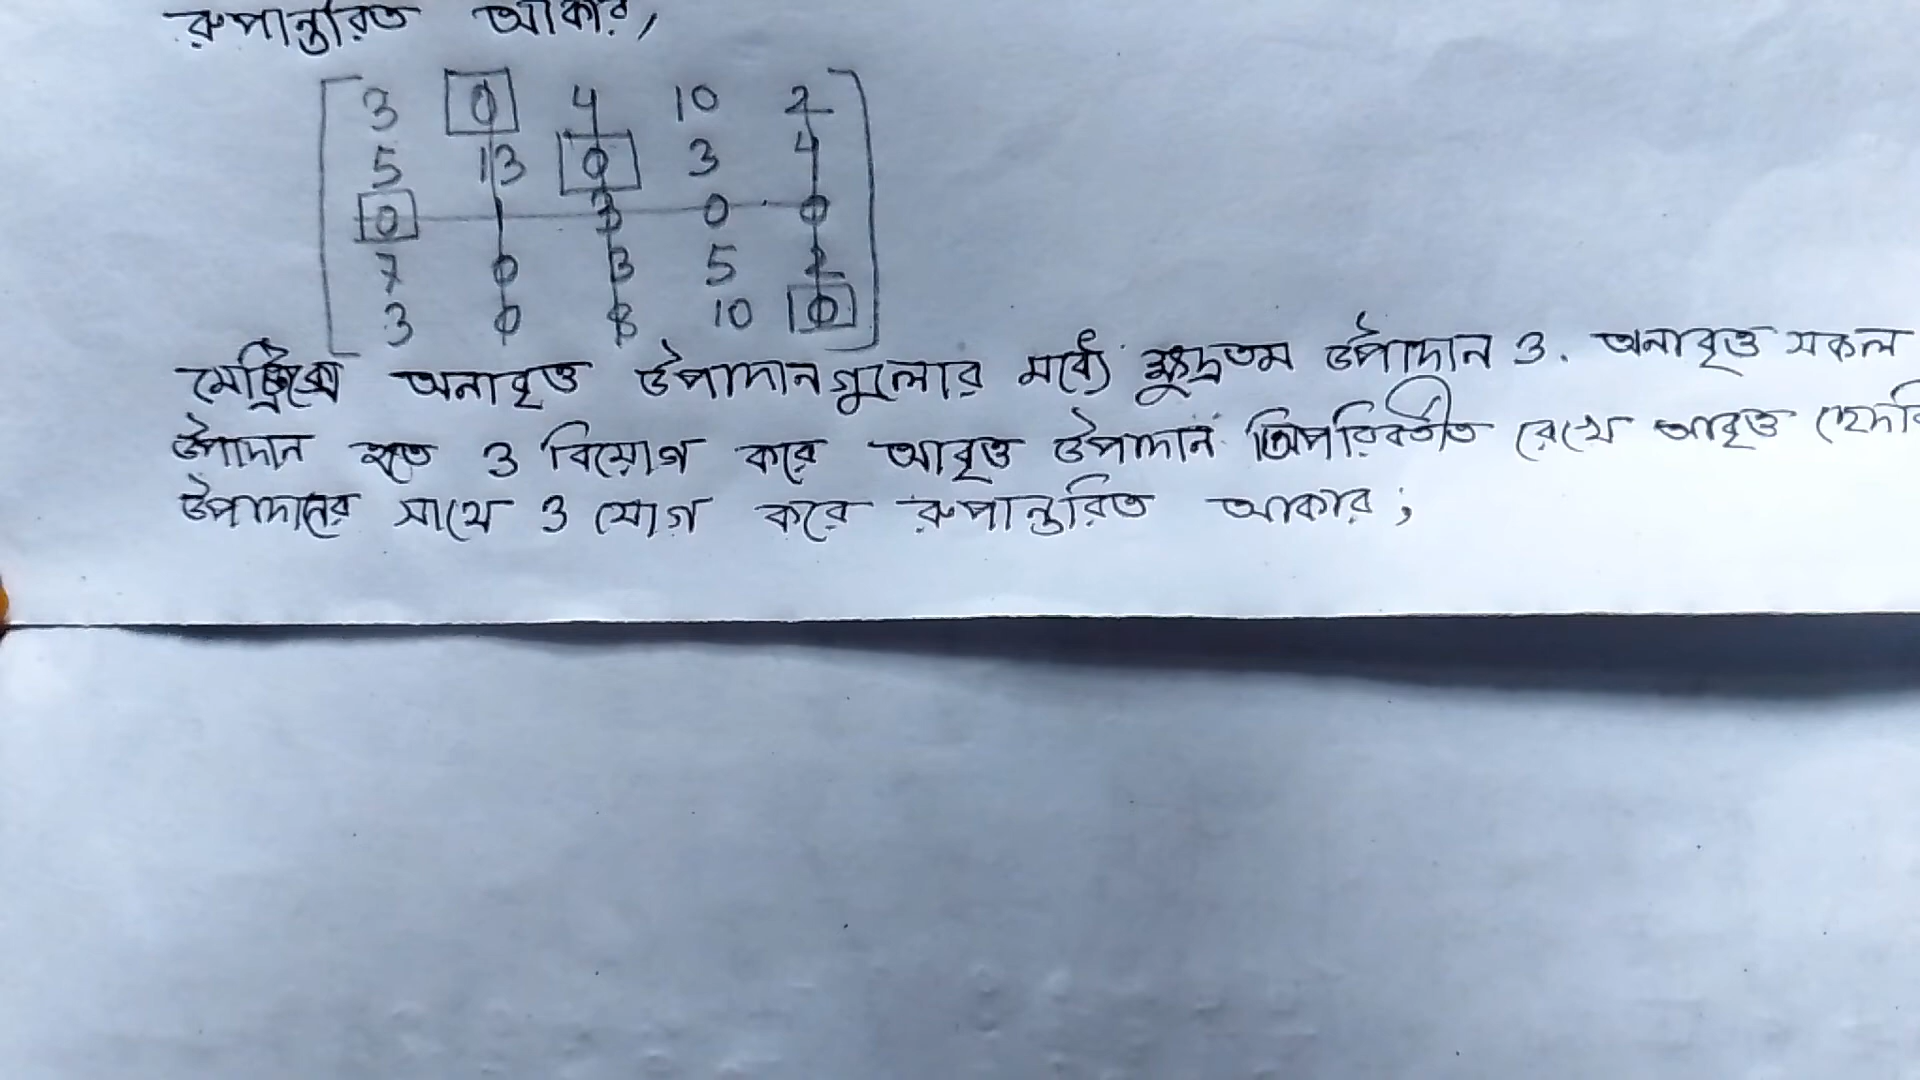 রুপান্তরিত আকার,
3 0 4 10 2
5 13 0 3 4
0 1 3 0 0
7 0 3 5 2
3 0 8 10 0
মেট্রিক্সে অনাবৃত্ত উপাদানগুলোর মধ্যে ক্ষুদ্রতম উপাদান 3. অনাবৃত্ত সকল
উপাদান হতে 3 বিয়োগ করে আবৃত্ত উপাদান অপরিবর্তীত রেখে আবৃত্ত
উপাদানের সাথে 3 যোগ করে রুপান্তরিত আকার;